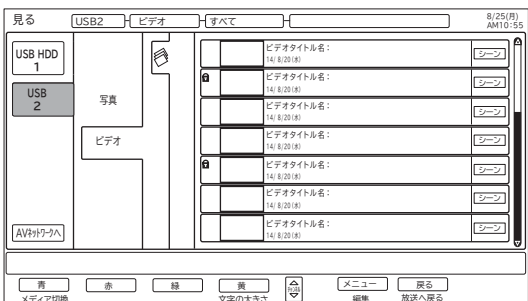 見る
USB2
ビデオ
すべて
8/25(月)
AM10:55
USB HDD
1
USB
2
AVネットワークへ
写真
ビデオ
ビデオタイトル名：
14/ 8/20(水)
シーン
ビデオタイトル名：
14/ 8/20(水)
シーン
ビデオタイトル名：
14/ 8/20(水)
シーン
ビデオタイトル名：
14/ 8/20(水)
シーン
ビデオタイトル名：
14/ 8/20(水)
シーン
ビデオタイトル名：
14/ 8/20(水)
シーン
ビデオタイトル名：
14/ 8/20(水)
シーン
青
赤
緑
黄
チャンネル
メニュー
戻る
メディア切換
文字の大きさ
編集
放送へ戻る